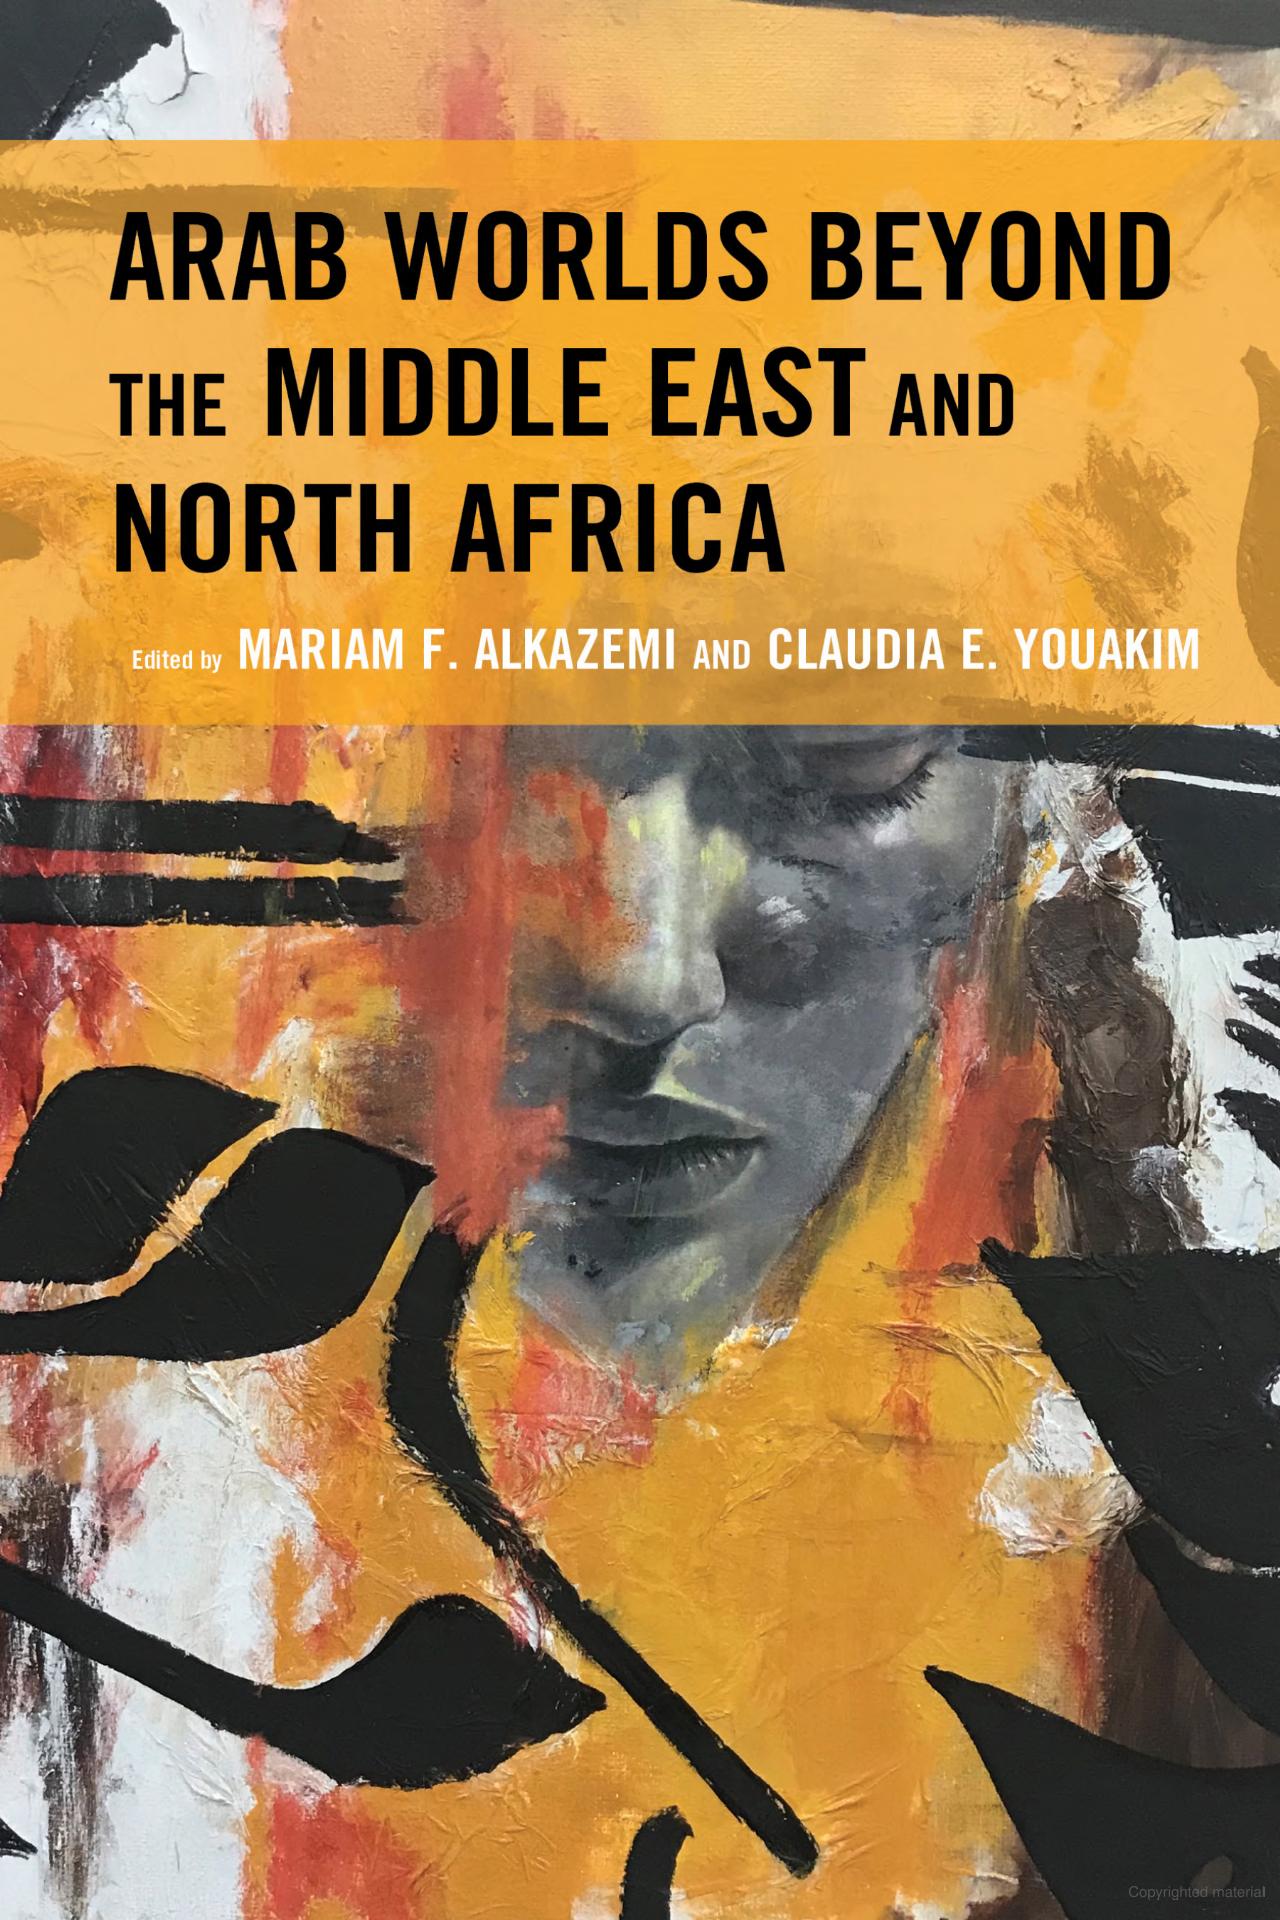 ARAB WORLDS BEYOND
THE MIDDLE EAST AND
NORTH AFRICA
Edited by MARIAM F. ALKAZEMI AND CLAUDIA E. YOUAKIM
Copyrighted material